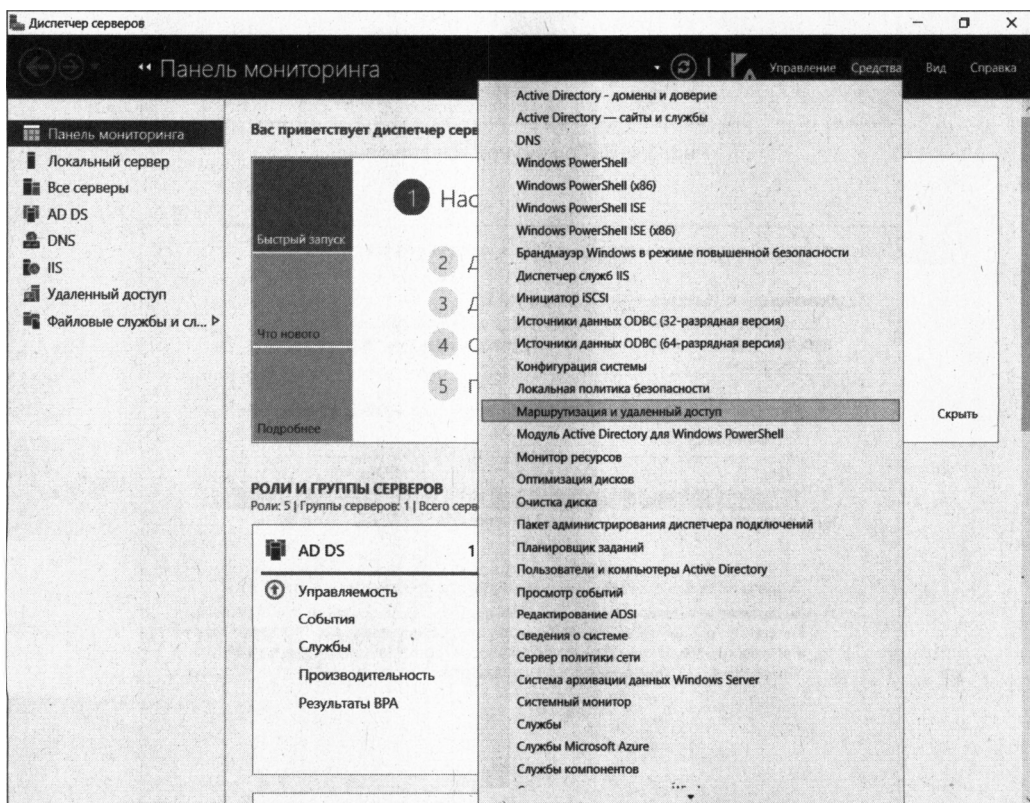 Диспетчер серверов
Панель мониторинга
Управление Средства Вид Справка
Панель мониторинга
Локальный сервер
Все серверы
AD DS
DNS
IIS
Удаленный доступ
Файловые службы и сл...
Вас приветствует диспетчер серв
Быстрый запуск
Что нового
Подробнее
1 Нас
2 Д
3 Д
4 С
5 П
Скрыть
РОЛИ И ГРУППЫ СЕРВЕРОВ
Роли: 5 | Группы серверов: 1 | Всего серв
AD DS 1
Управляемость
События
Службы
Производительность
Результаты BPA
Active Directory - домены и доверие
Active Directory — сайты и службы
DNS
Windows PowerShell
Windows PowerShell (x86)
Windows PowerShell ISE
Windows PowerShell ISE (x86)
Брандмауэр Windows в режиме повышенной безопасности
Диспетчер служб IIS
Инициатор iSCSI
Источники данных ODBC (32-разрядная версия)
Источники данных ODBC (64-разрядная версия)
Конфигурация системы
Локальная политика безопасности
Маршрутизация и удаленный доступ
Модуль Active Directory для Windows PowerShell
Монитор ресурсов
Оптимизация дисков
Очистка диска
Пакет администрирования диспетчера подключений
Планировщик заданий
Пользователи и компьютеры Active Directory
Просмотр событий
Редактирование ADSI
Сведения о системе
Сервер политики сети
Система архивации данных Windows Server
Системный монитор
Службы
Службы Microsoft Azure
Службы компонентов